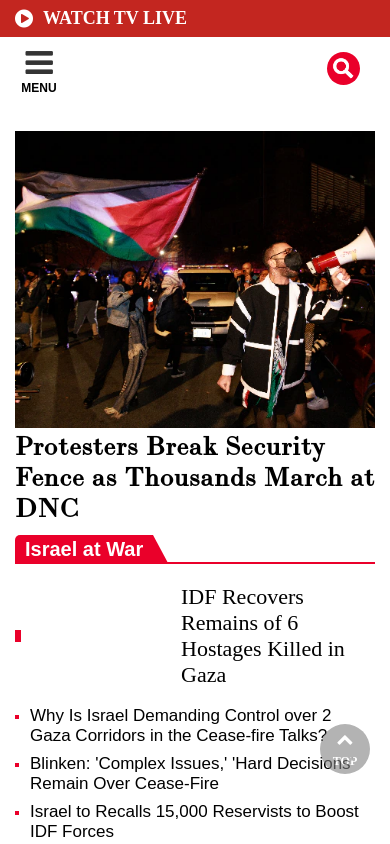 WATCH TV LIVE
MENU
Protesters Break Security
Fence as Thousands March at
DNC
Israel at War
IDF Recovers
Remains of 6
Hostages Killed in
Gaza
Why Is Israel Demanding Control over 2
Gaza Corridors in the Cease-fire Talks?
Blinken: 'Complex Issues,' 'Hard Decisions'
Remain Over Cease-Fire
TOP
Israel to Recalls 15,000 Reservists to Boost
IDF Forces